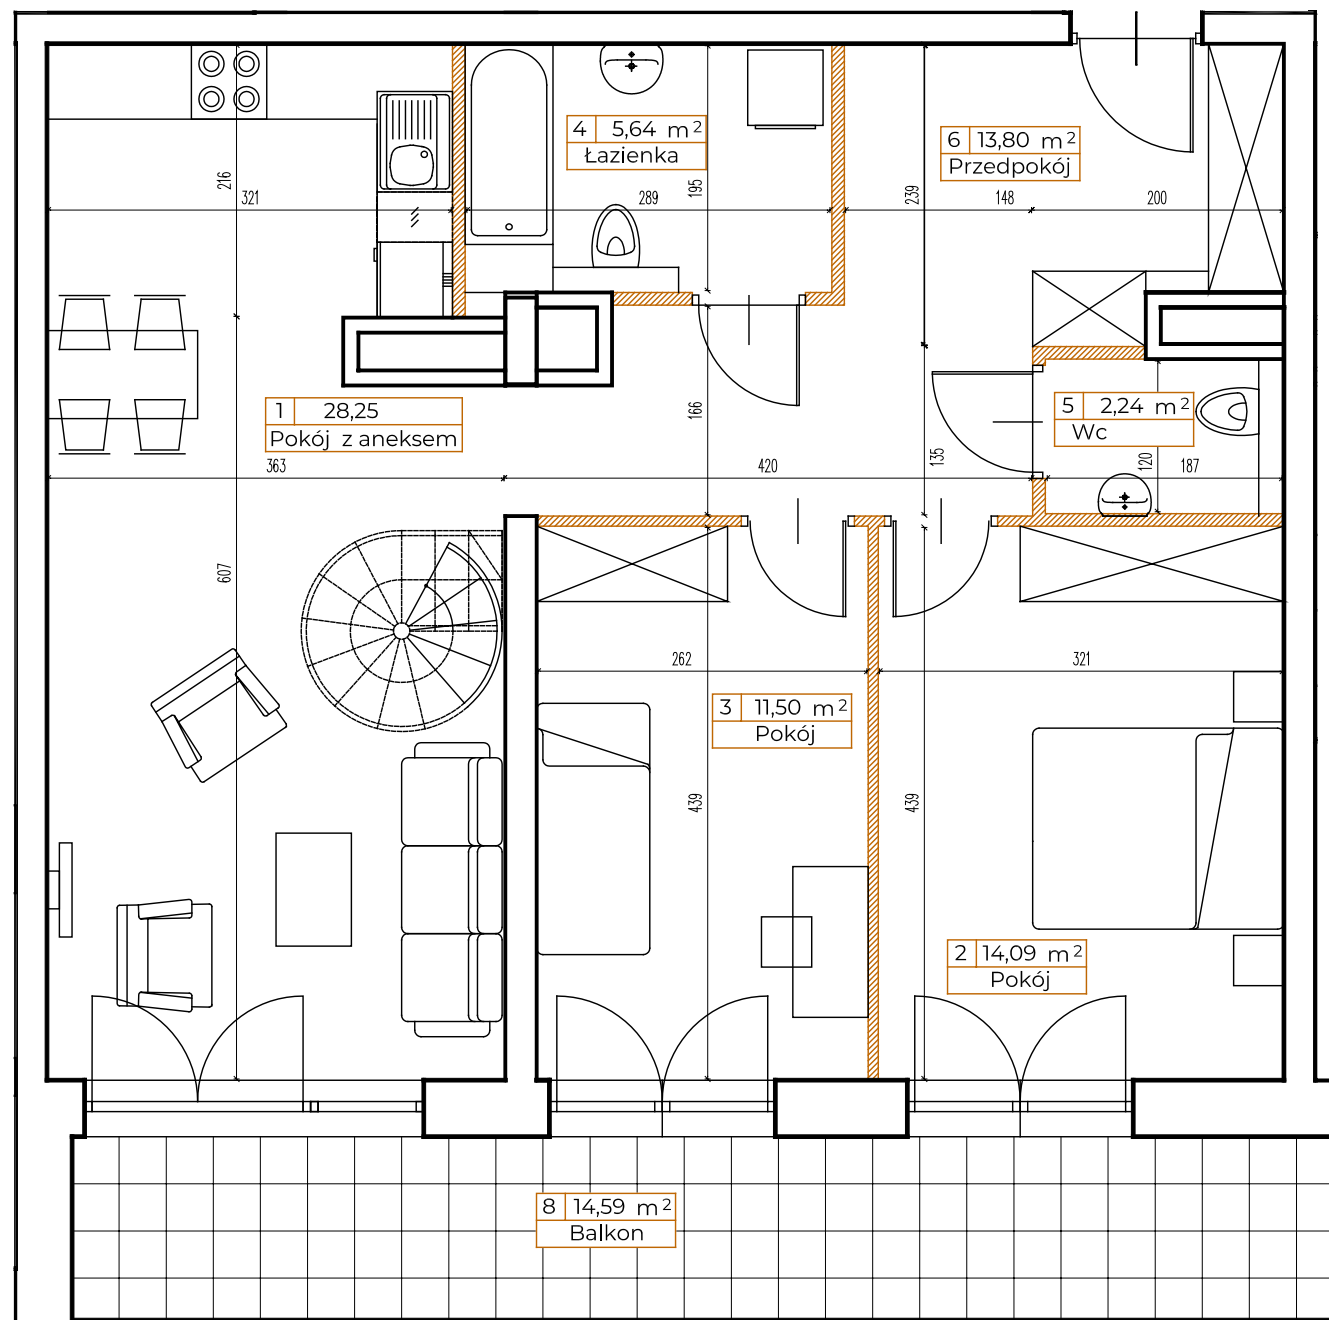 4 5,64 m²
Łazienka
6 13,80 m²
Przedpokój
216
321
195
289
239
148
200
1 28,25
Pokój z aneksem
166
5 2,24 m²
Wc
363
420
135
120
187
607
262
321
3 11,50 m²
Pokój
439
439
2 14,09 m²
Pokój
8 14,59 m²
Balkon